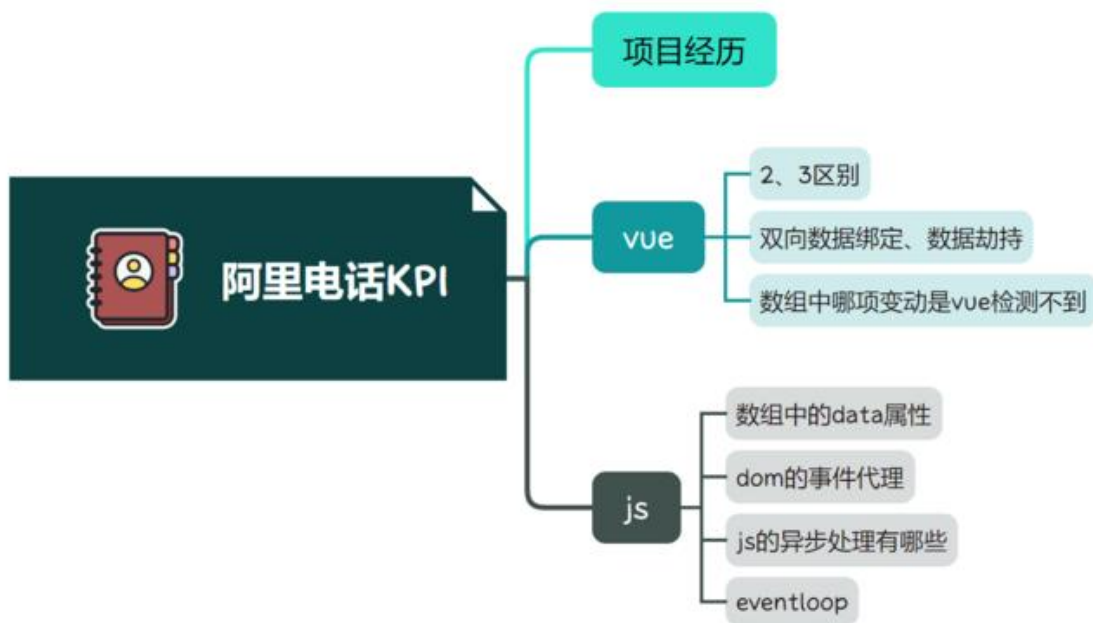 阿里电话KPI
项目经历
vue
2、3区别
双向数据绑定、数据劫持
数组中哪项变动是vue检测不到
js
数组中的data属性
dom的事件代理
js的异步处理有哪些
eventloop